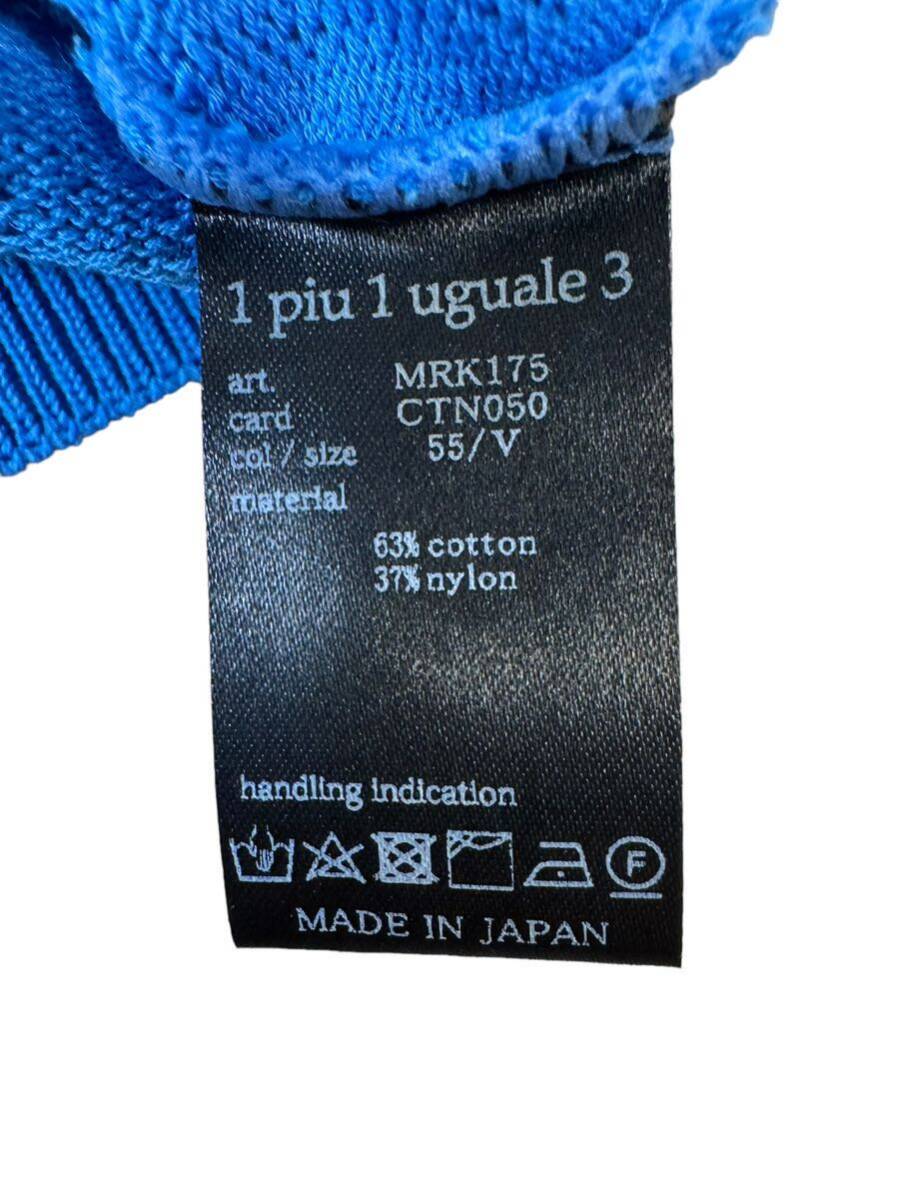 1 piu 1 uguale 3
art. MRK175
card CTN050
col / size 55/V
material
63% cotton
37% nylon
handling indication
F
MADE IN JAPAN